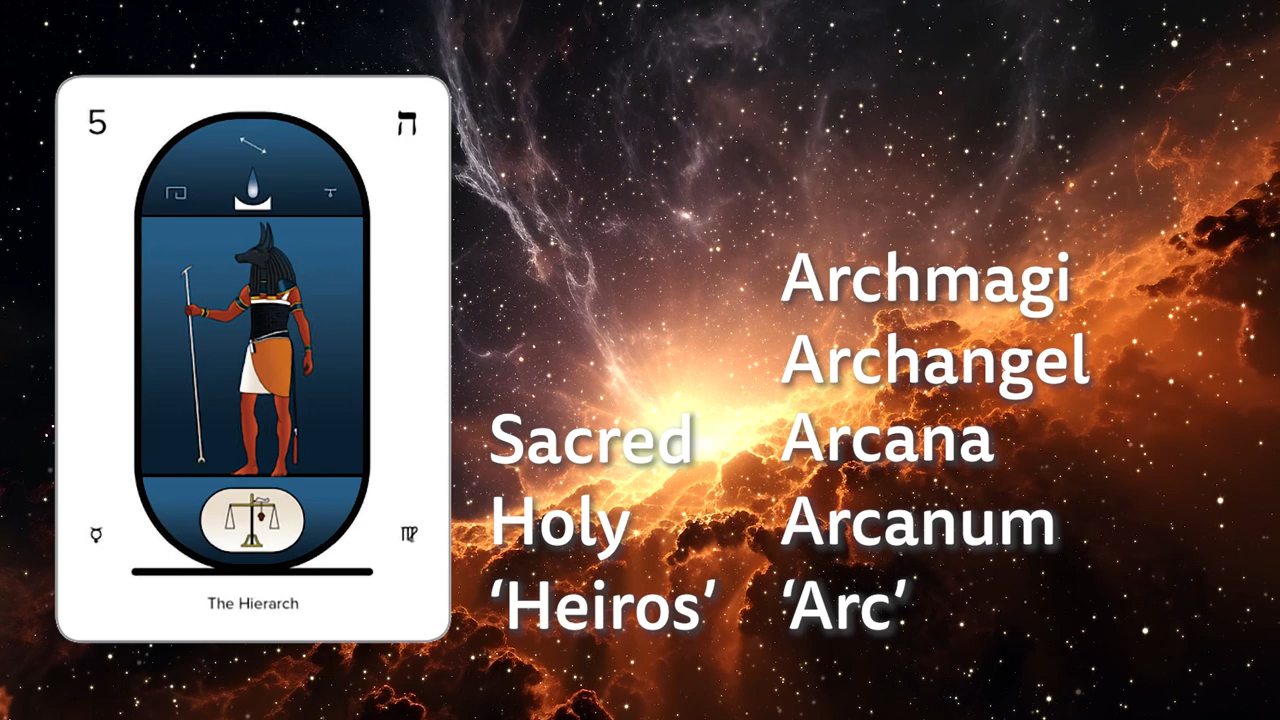 5
ה
☿
♍
The Hierarch
Archmagi
Archangel
Sacred
Arcana
Holy
Arcanum
‘Heiros’
‘Arc’